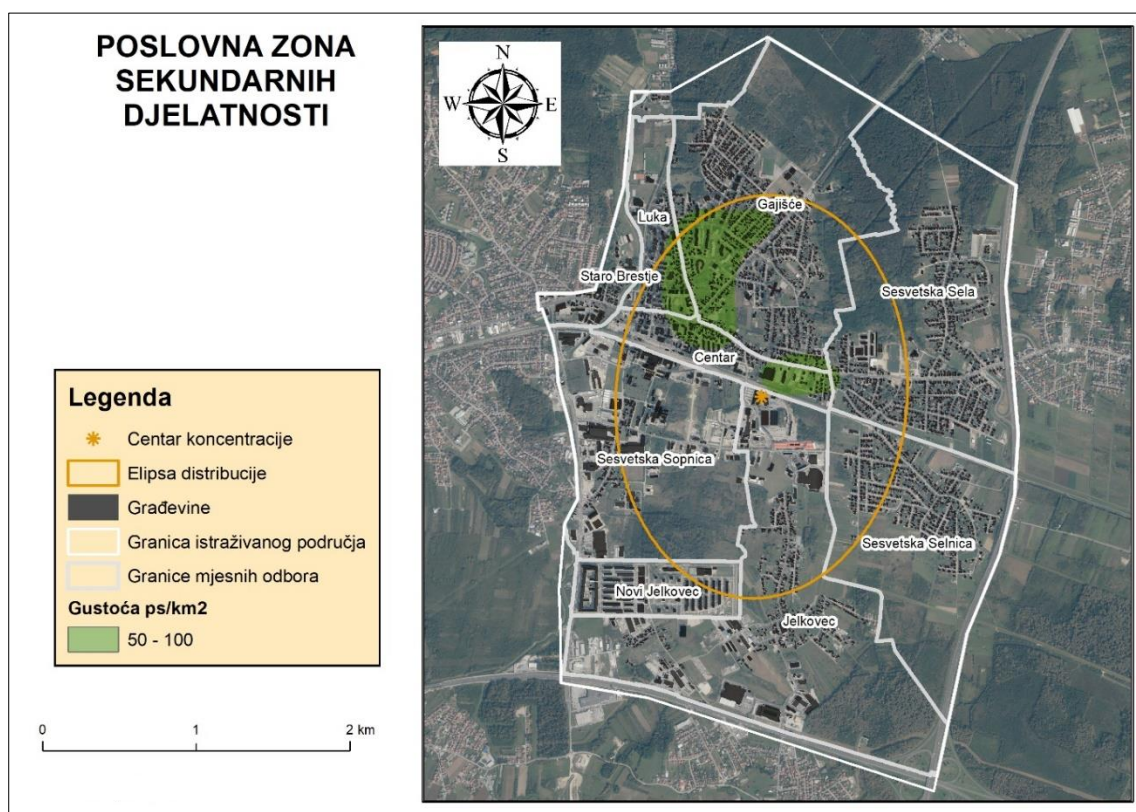 POSLOVNA ZONA
SEKUNDARNIH
DJELATNOSTI
N
W
E
S
Gajišće
Luka
Staro Brestje
Sesvetska Sela
Centar
Sesvetska Sopnica
Sesvetska Selnica
Novi Jelkovec
Jelkovec
Legenda
Centar koncentracije
Elipsa distribucije
Građevine
Granica istraživanog područja
Granice mjesnih odbora
Gustoća ps/km2
50 - 100
0 1 2 km